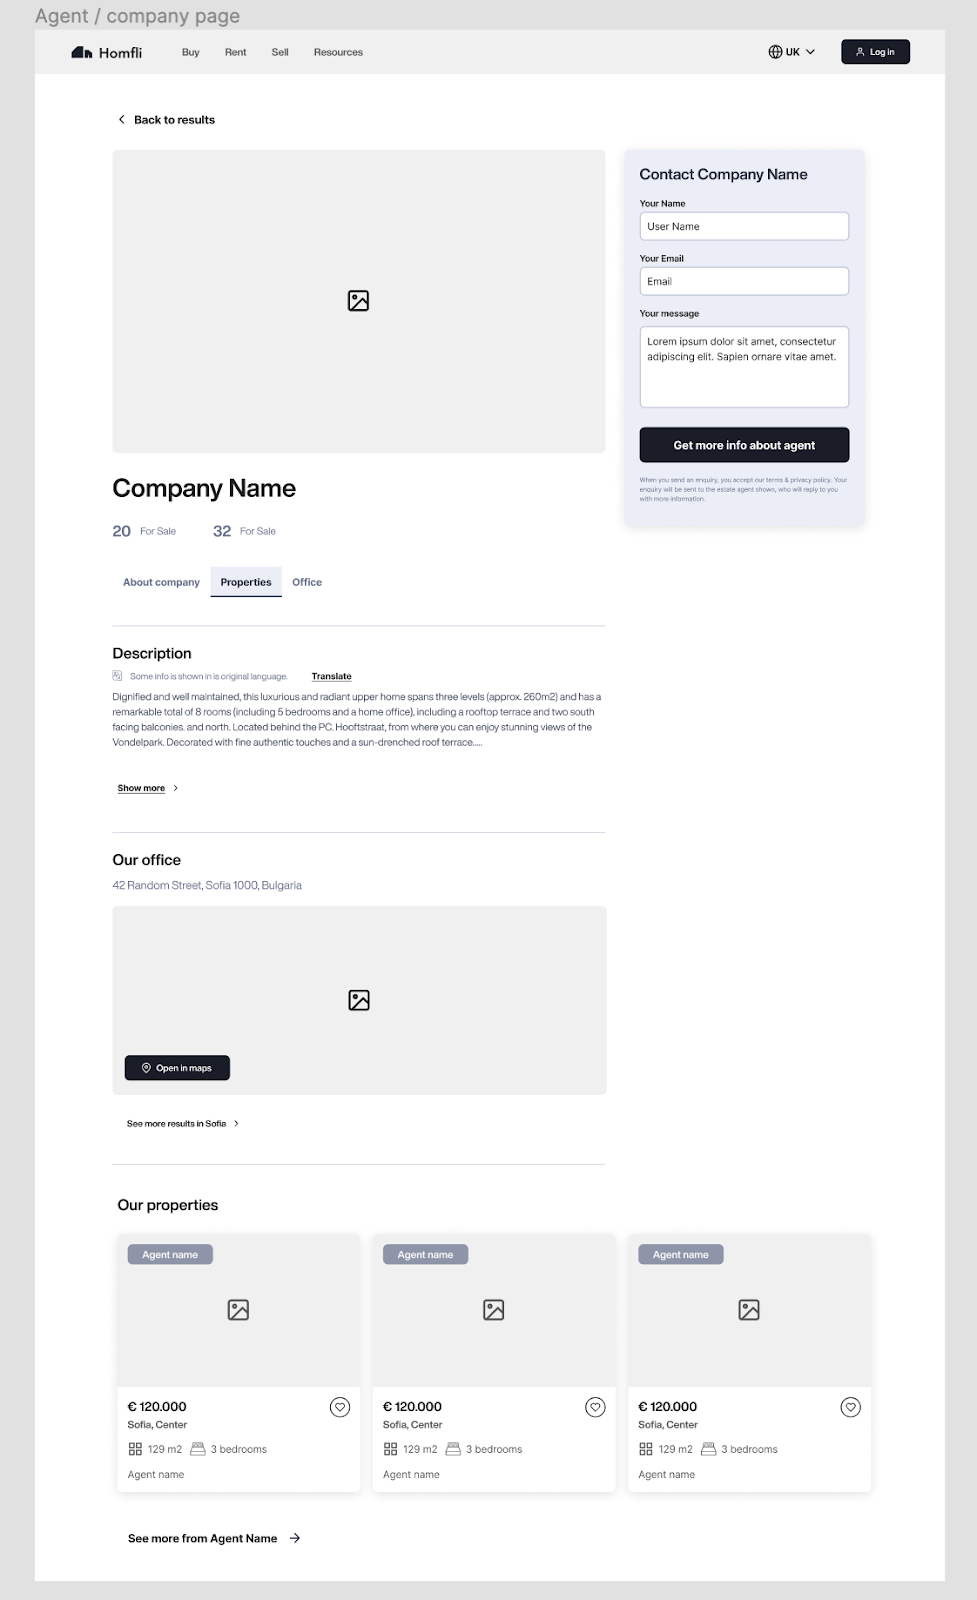 Agent / company page
Homfli
Buy
Rent
Sell
Resources
UK
Log in
Back to results
Contact Company Name
Your Name
User Name
Your Email
Email
Your message
Lorem ipsum dolor sit amet, consectetur
adipiscing elit. Sapien ornare vitae amet.
Get more info about agent
When you send an enquiry, you accept our terms & privacy policy. Your
enquiry will be sent to the estate agent shown, who will reply to you
with more information.
Company Name
20 For Sale
32 For Sale
About company
Properties
Office
Description
Some info is shown in is original language.
Translate
Dignified and well maintained, this luxurious and radiant upper home spans three levels (approx. 260m2) and has a
remarkable total of 8 rooms (including 5 bedrooms and a home office), including a rooftop terrace and two south
facing balconies. and north. Located behind the PC. Hooftstraat, from where you can enjoy stunning views of the
Vondelpark. Decorated with fine authentic touches and a sun-drenched roof terrace.....
Show more
Our office
42 Random Street, Sofia 1000, Bulgaria
Open in maps
See more results in Sofia
Our properties
Agent name
€ 120.000
Sofia, Center
129 m2
3 bedrooms
Agent name
Agent name
€ 120.000
Sofia, Center
129 m2
3 bedrooms
Agent name
Agent name
€ 120.000
Sofia, Center
129 m2
3 bedrooms
Agent name
See more from Agent Name